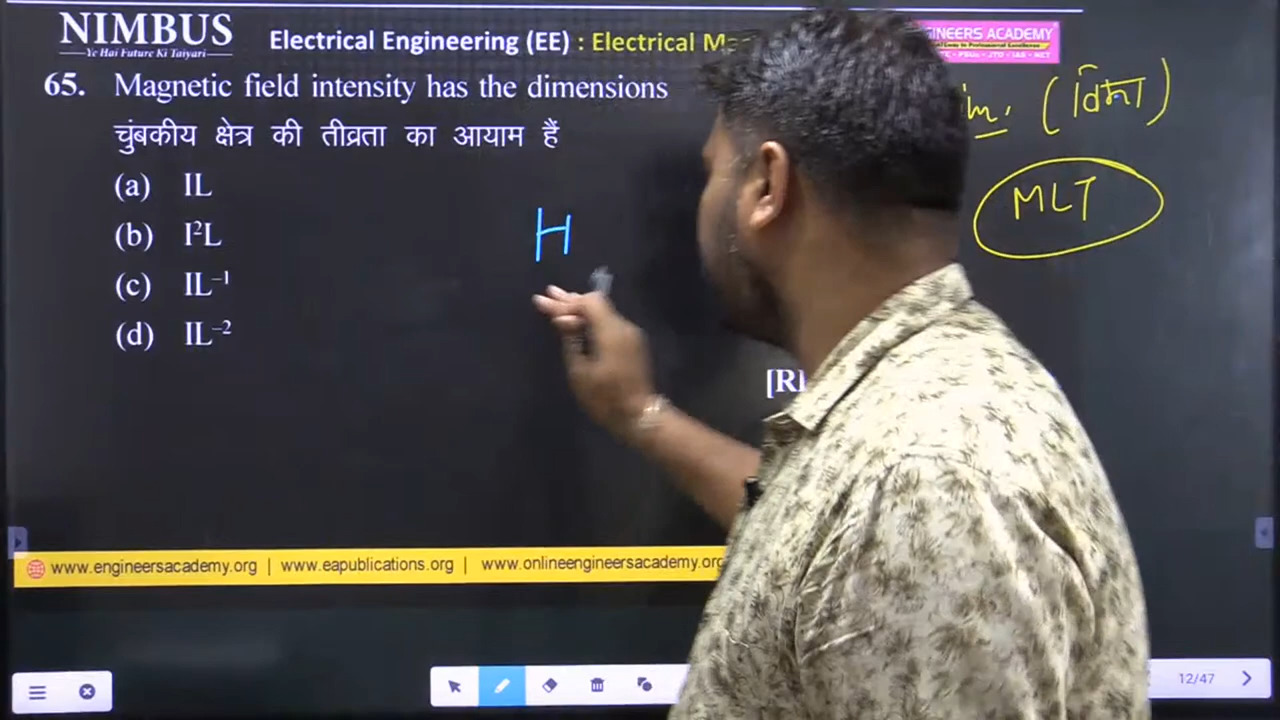 NIMBUS
Ye Hai Future Ki Taiyari
Electrical Engineering (EE) : Electrical
ENGINEERS ACADEMY
65. Magnetic field intensity has the dimensions
चुंबकीय क्षेत्र की तीव्रता का आयाम हैं
(a) IL
(b) I²L
(c) IL⁻¹
(d) IL⁻²
H
MLT
www.engineersacademy.org | www.eapublications.org | www.onlineengineersacademy.org
12/47